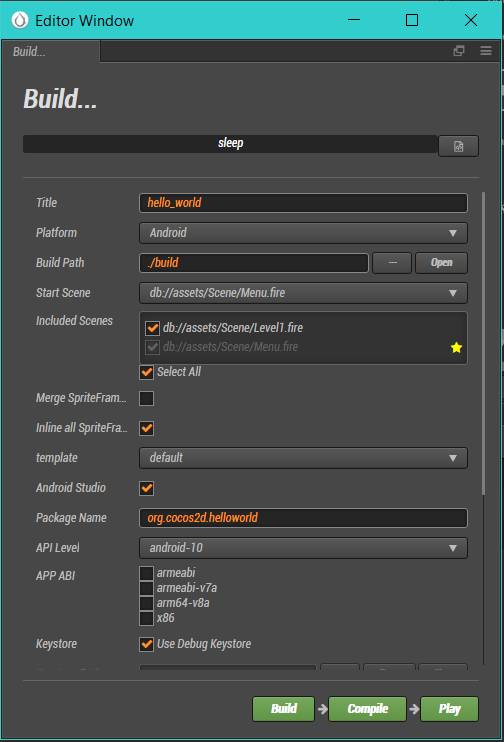 Editor Window
Build...
Build...
sleep
Title hello_world
Platform Android
Build Path ./build ... Open
Start Scene db://assets/Scene/Menu.fire
Included Scenes db://assets/Scene/Level1.fire
db://assets/Scene/Menu.fire
Select All
Merge SpriteFram...
Inline all SpriteFra...
template default
Android Studio
Package Name org.cocos2d.helloworld
API Level android-10
APP ABI armeabi
armeabi-v7a
arm64-v8a
x86
Keystore Use Debug Keystore
Build Compile Play